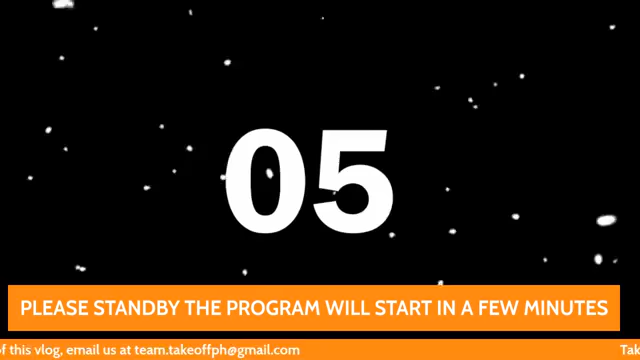 05
PLEASE STANDBY THE PROGRAM WILL START IN A FEW MINUTES
of this vlog, email us at team.takeoffph@gmail.com
Tak